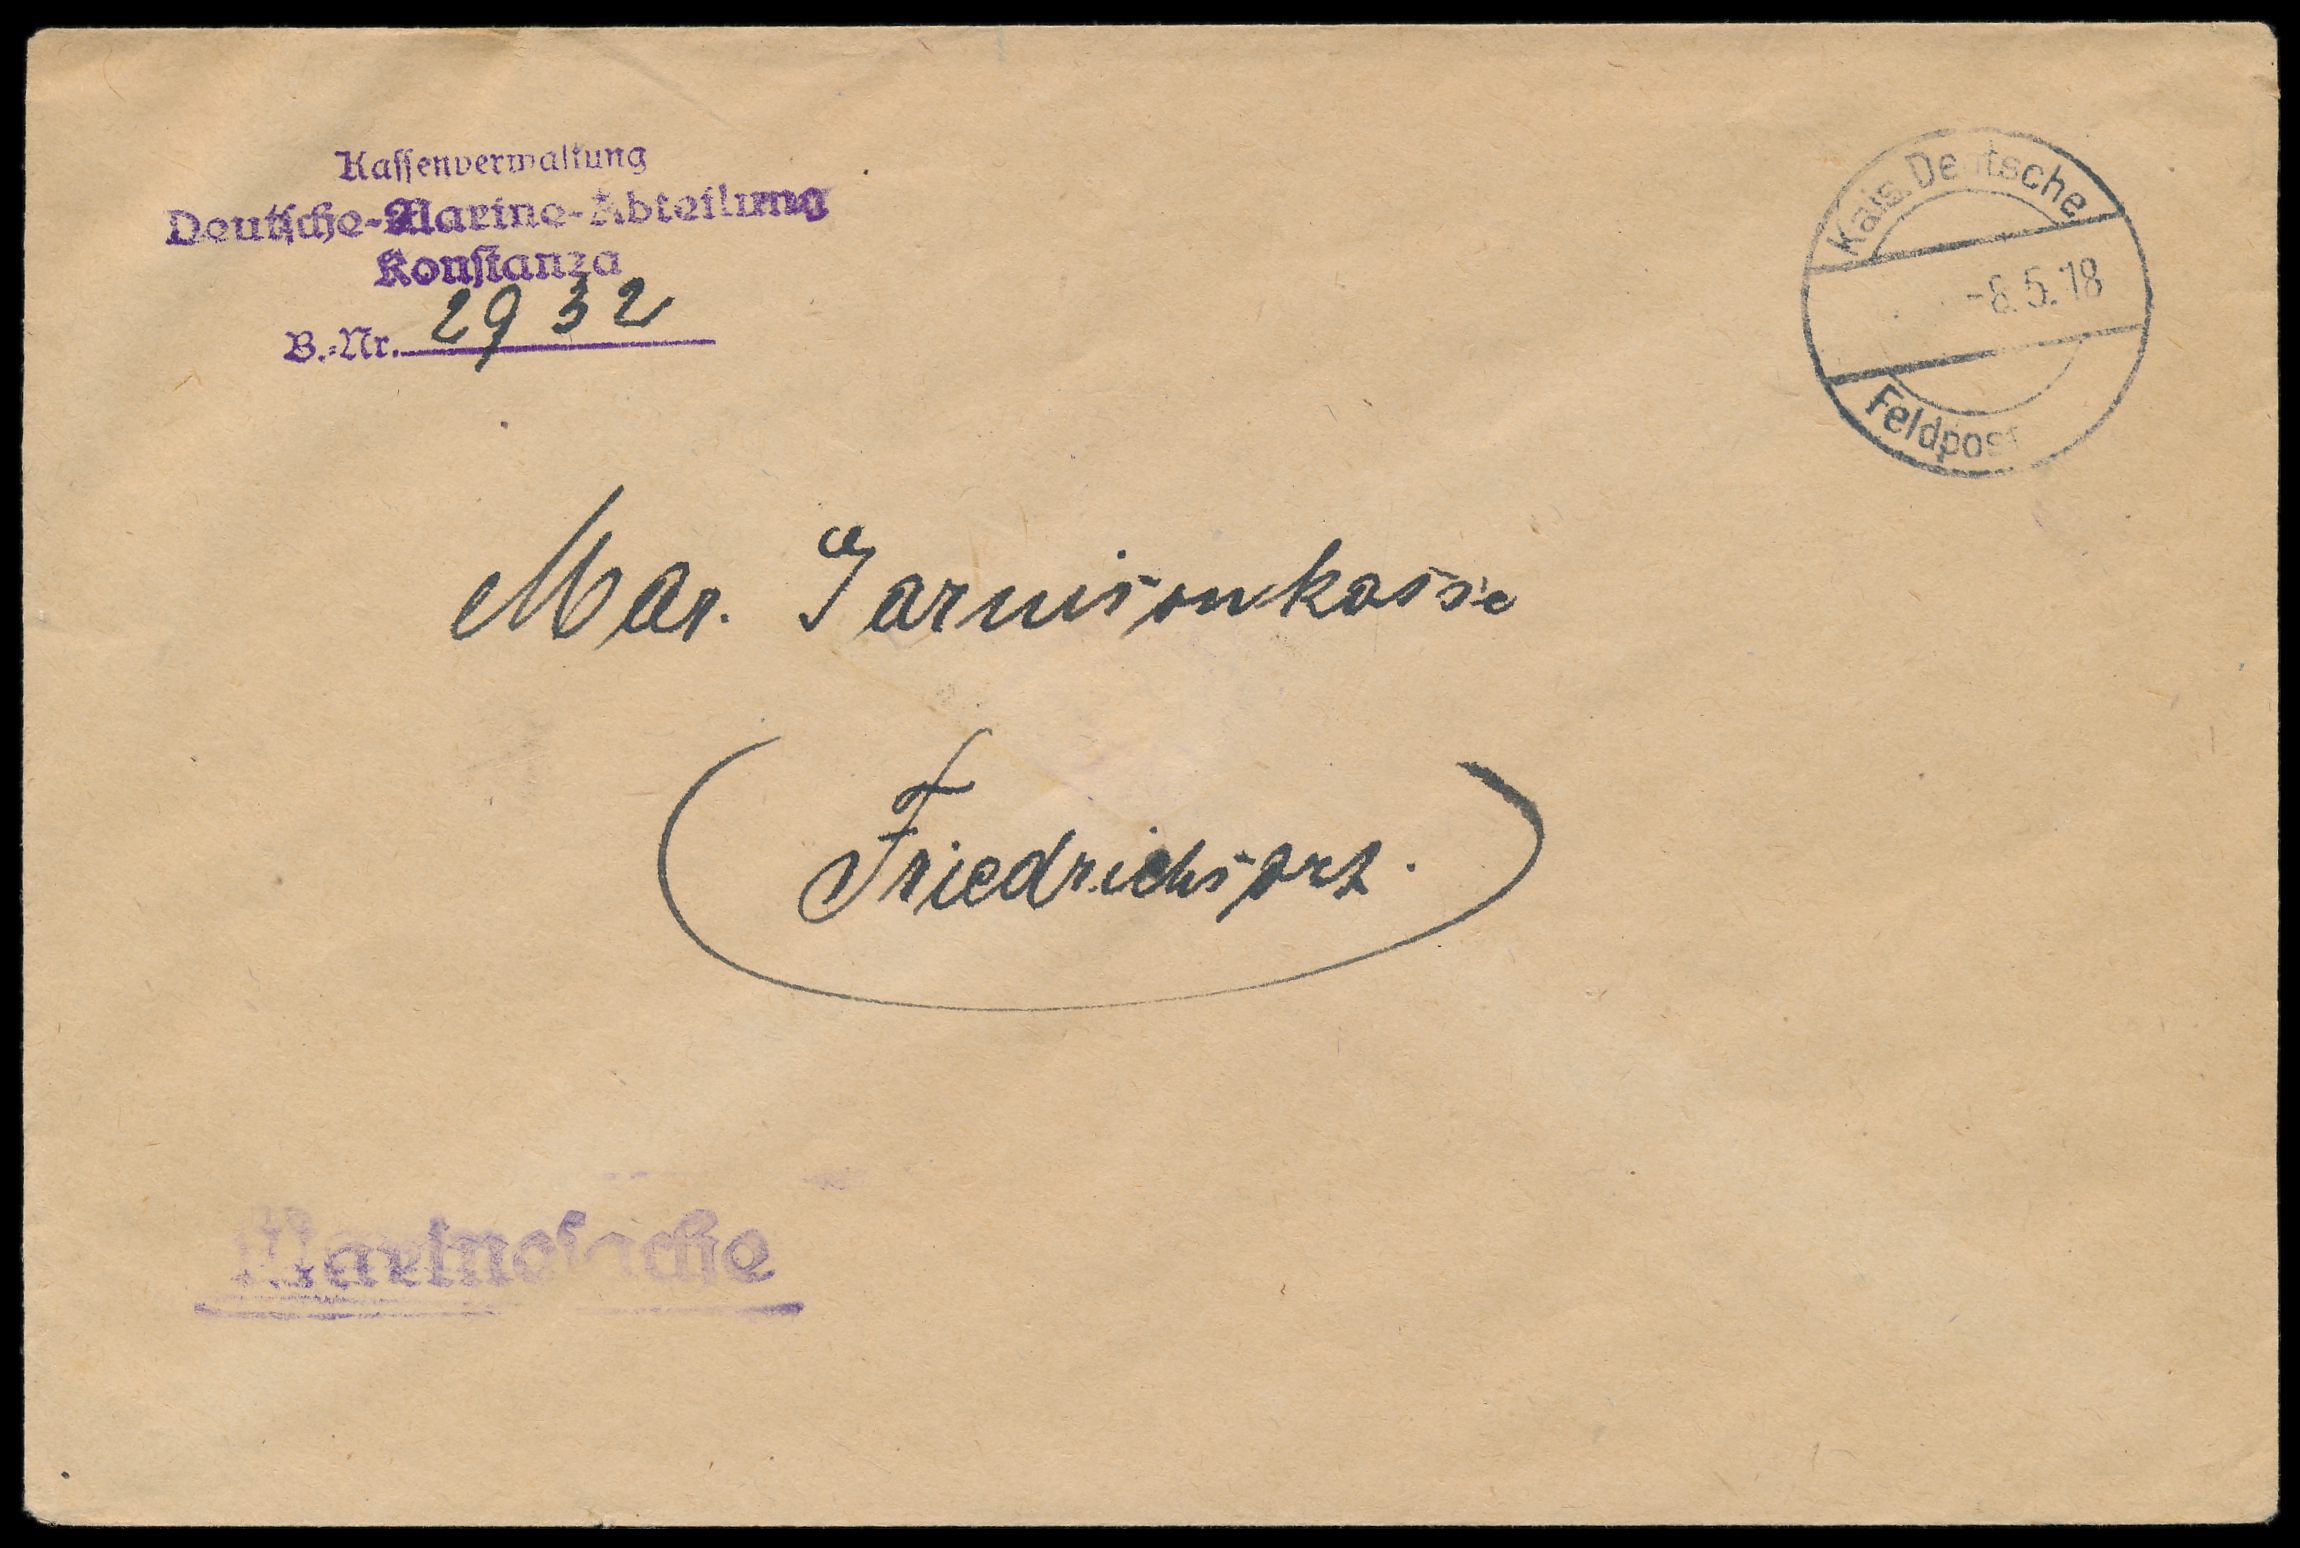 Kassenverwaltung
Deutsche-Marine-Abteilung
Konstanza
B.-Nr. 2932
Kais. Deutsche
-8.5.18
Feldpost
Mar. Garnisonkasse
(Friedrichsort.)
Marinesache